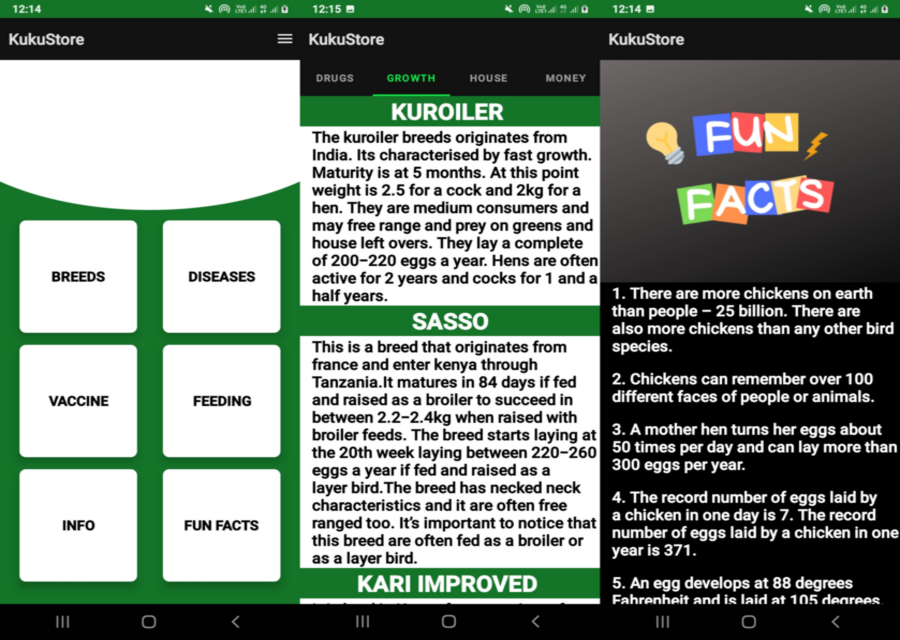 12:14
KukuStore
BREEDS
DISEASES
VACCINE
FEEDING
INFO
FUN FACTS
12:15
KukuStore
DRUGS
GROWTH
HOUSE
MONEY
KUROILER
The kuroiler breeds originates from
India. Its characterised by fast growth.
Maturity is at 5 months. At this point
weight is 2.5 for a cock and 2kg for a
hen. They are medium consumers and
may free range and prey on greens and
house left overs. They lay a complete
of 200–220 eggs a year. Hens are often
active for 2 years and cocks for 1 and a
half years.
SASSO
This is a breed that originates from
france and enter kenya through
Tanzania.It matures in 84 days if fed
and raised as a broiler to succeed in
between 2.2–2.4kg when raised with
broiler feeds. The breed starts laying at
the 20th week laying between 220–260
eggs a year if fed and raised as a
layer bird.The breed has necked neck
characteristics and it are often free
ranged too. It's important to notice that
this breed are often fed as a broiler or
as a layer bird.
KARI IMPROVED
12:14
KukuStore
FUN
FACTS
1. There are more chickens on earth
than people – 25 billion. There are
also more chickens than any other bird
species.
2. Chickens can remember over 100
different faces of people or animals.
3. A mother hen turns her eggs about
50 times per day and can lay more than
300 eggs per year.
4. The record number of eggs laid by
a chicken in one day is 7. The record
number of eggs laid by a chicken in one
year is 371.
5. An egg develops at 88 degrees
Fahrenheit and is laid at 105 degrees.